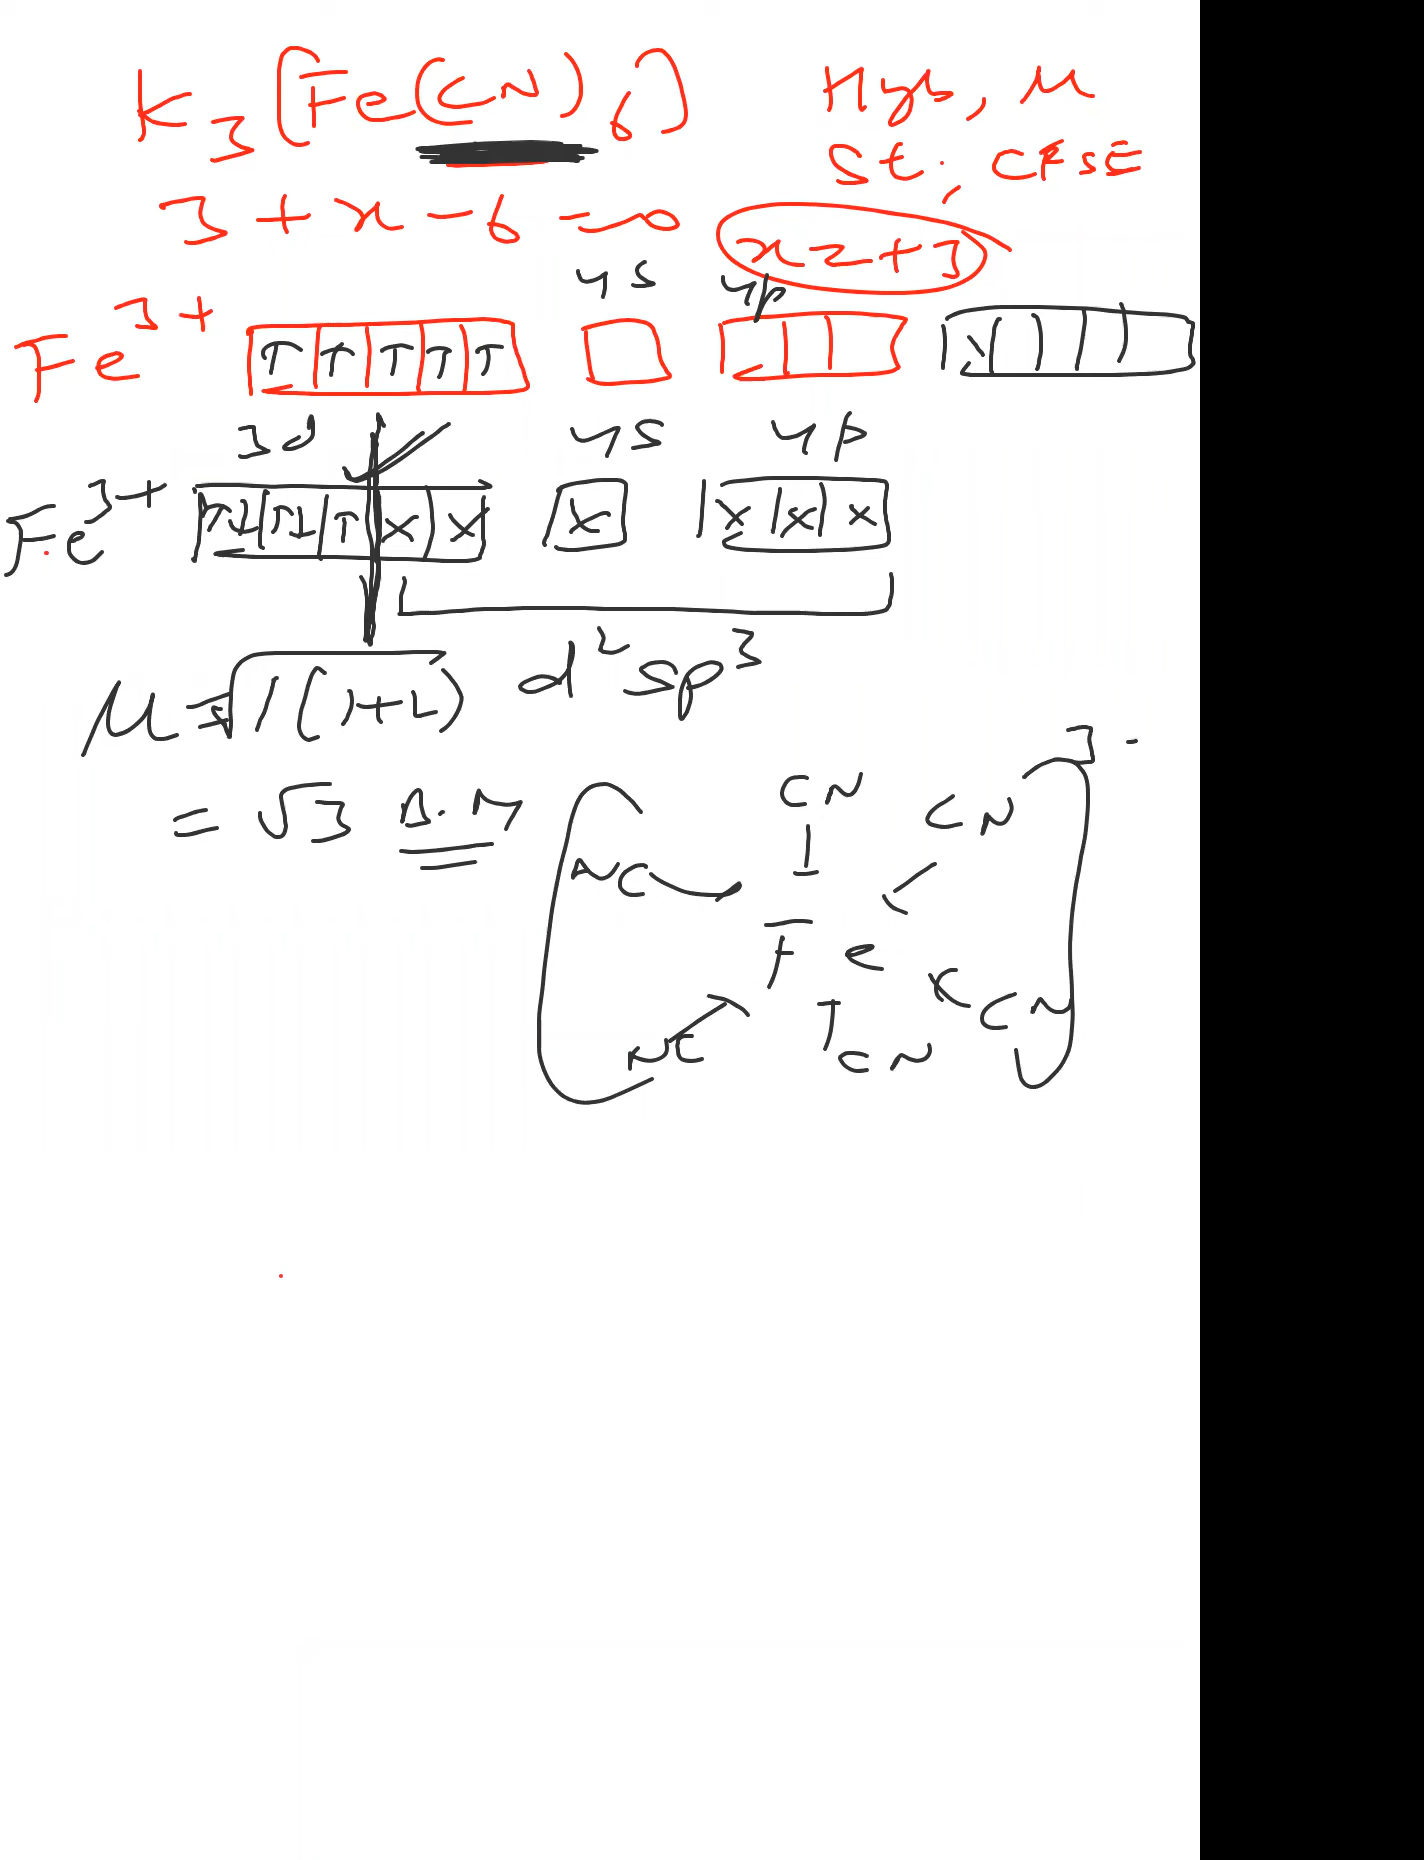 K3[Fe(CN)6] Hyb, μ
St, CFSE
3 + x - 6 = 0 x = +3
4s 4p
Fe3+ ↑ ↑ ↑ ↑ ↑
3d 4s 4p
Fe3+ ↑↓ ↑↓ ↑ x x x x x x
d2sp3
μ = √1(1+2)
= √3 B.M
3-
CN CN
NC
Fe
NC CN CN